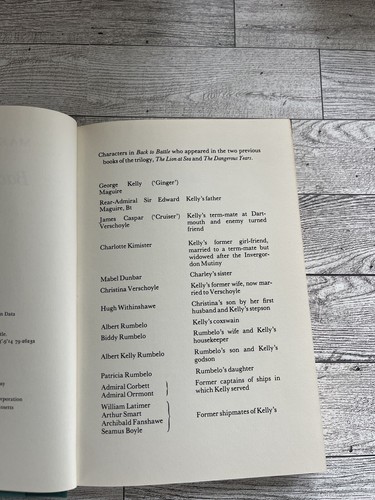 Characters in Back to Battle who appeared in the two previous
books of the trilogy, The Lion at Sea and The Dangerous Years.
George Kelly ('Ginger')
Maguire
Rear-Admiral Sir Edward Kelly's father
Maguire, Bt
James Caspar ('Cruiser') Kelly's term-mate at Dart-
Verschoyle mouth and enemy turned
friend
Charlotte Kimister Kelly's former girl-friend,
married to a term-mate but
widowed after the Invergor-
don Mutiny
Mabel Dunbar Charley's sister
Christina Verschoyle Kelly's former wife, now mar-
ried to Verschoyle
Hugh Withinshawe Christina's son by her first
husband and Kelly's stepson
Albert Rumbelo Kelly's coxswain
Biddy Rumbelo Rumbelo's wife and Kelly's
housekeeper
Albert Kelly Rumbelo Rumbelo's son and Kelly's
godson
Patricia Rumbelo Rumbelo's daughter
Admiral Corbett Former captains of ships in
Admiral Orrmont which Kelly served
William Latimer
Arthur Smart
Archibald Fanshawe Former shipmates of Kelly's
Seamus Boyle